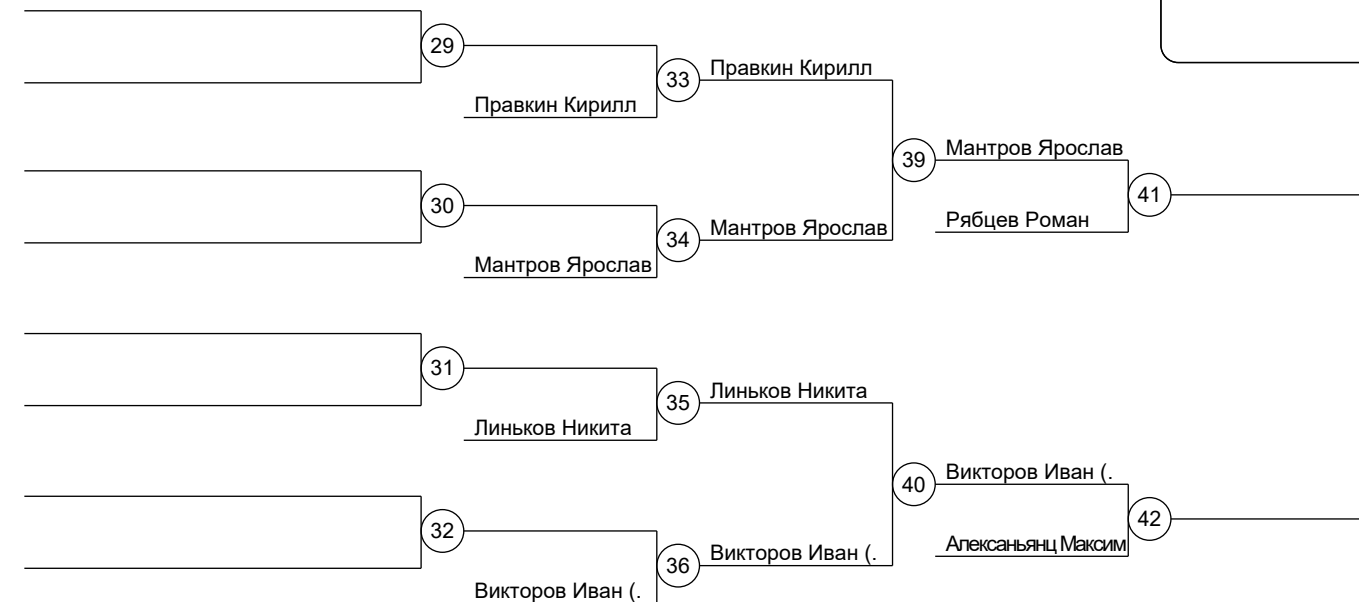 29
33
Правкин Кирилл
Правкин Кирилл
39
Мантров Ярослав
41
30
34
Мантров Ярослав
Рябцев Роман
Мантров Ярослав
31
35
Линьков Никита
Линьков Никита
40
Викторов Иван (.
42
32
36
Викторов Иван (.
Алексаньянц Максим
Викторов Иван (.